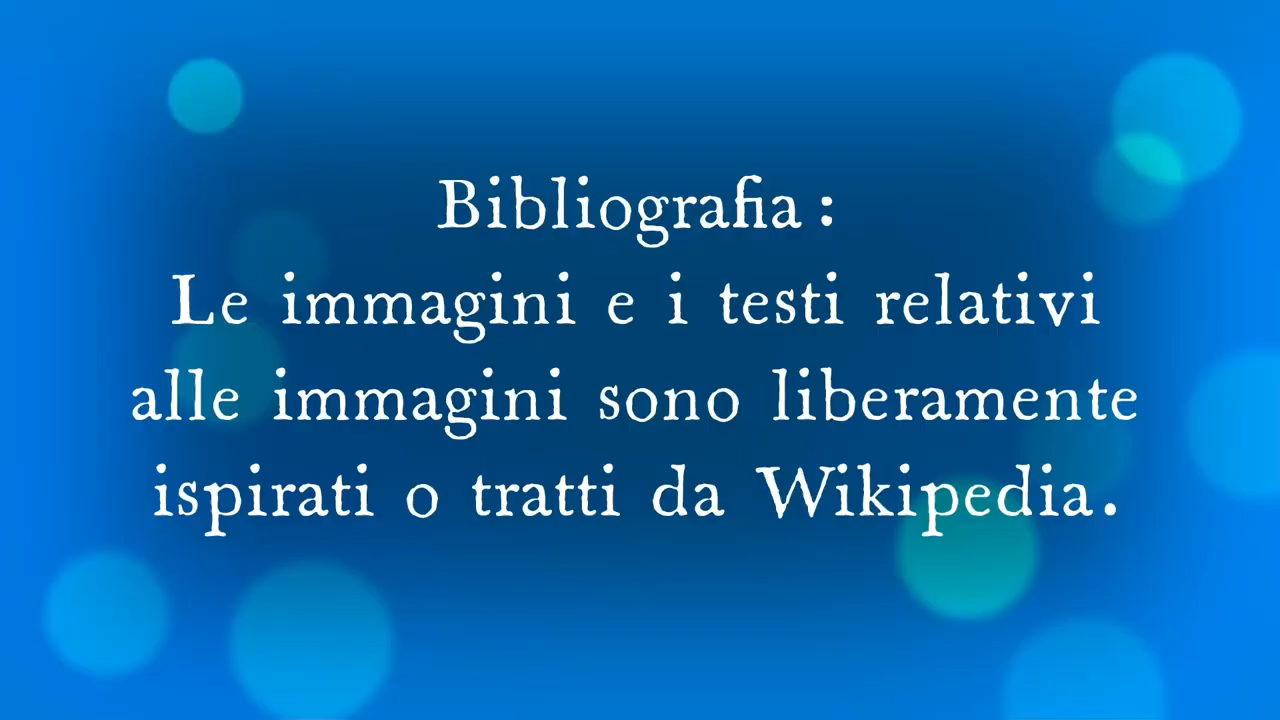 Bibliografia :
Le immagini e i testi relativi
alle immagini sono liberamente
ispirati o tratti da Wikipedia.